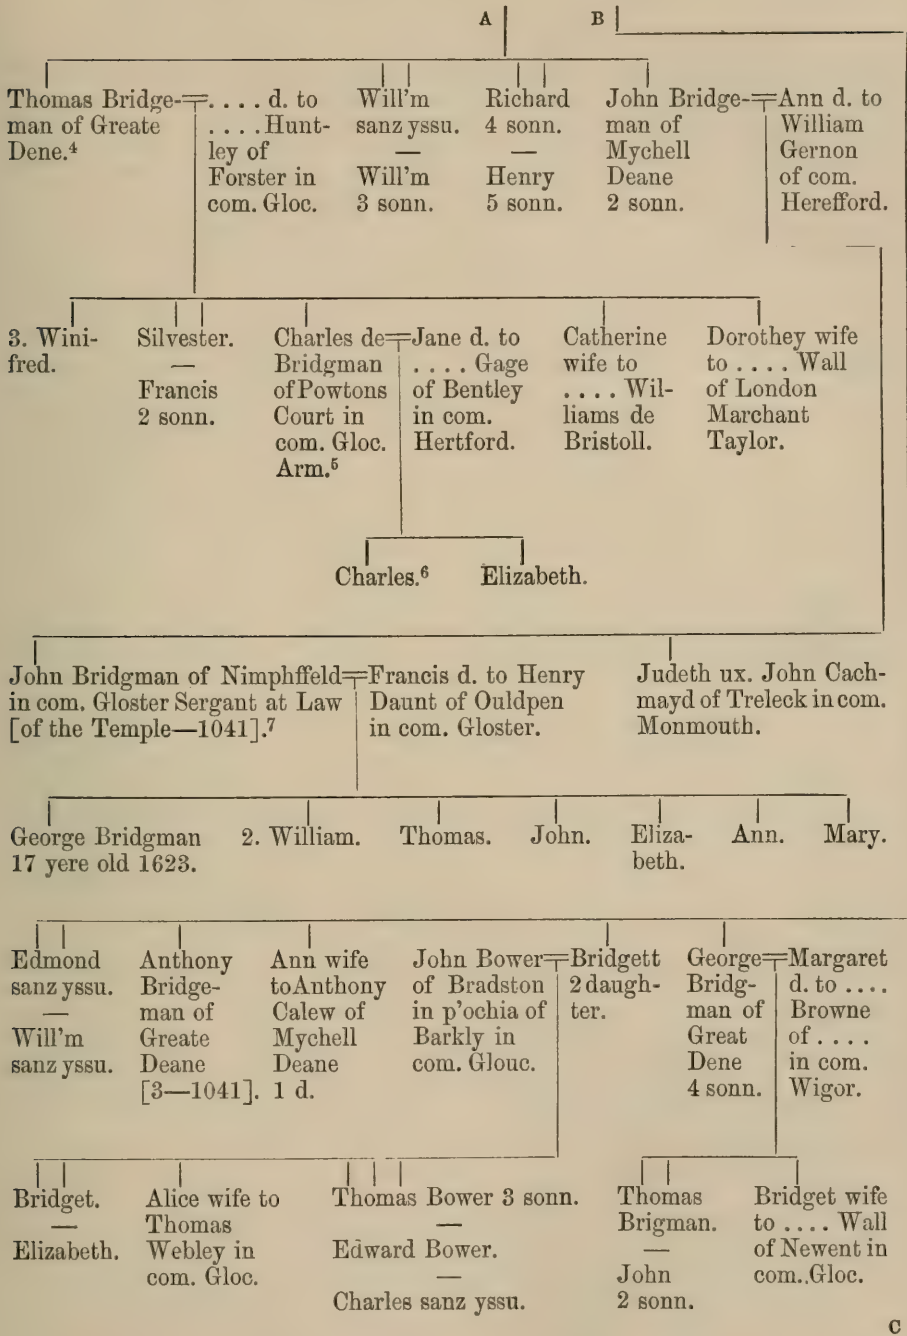 A B
Thomas Bridge-
man of Greate
Dene.⁴
. . . . d. to
. . . . Hunt-
ley of
Forster in
com. Gloc.
Will'm
sanz yssu.
—
Will'm
3 sonn.
Richard
4 sonn.
—
Henry
5 sonn.
John Bridge-
man of
Mychell
Deane
2 sonn.
Ann d. to
William
Gernon
of com.
Herefford.
3. Wini-
fred.
Silvester.
—
Francis
2 sonn.
Charles de
Bridgman
of Powtons
Court in
com. Gloc.
Arm.⁵
Jane d. to
. . . . Gage
of Bentley
in com.
Hertford.
Catherine
wife to
. . . . Wil-
liams de
Bristoll.
Dorothey wife
to . . . . Wall
of London
Marchant
Taylor.
Charles.⁶
Elizabeth.
John Bridgman of Nimphffeld
in com. Gloster Sergant at Law
[of the Temple—1041].⁷
Francis d. to Henry
Daunt of Ouldpen
in com. Gloster.
Judeth ux. John Cach-
mayd of Treleck in com.
Monmouth.
George Bridgman
17 yere old 1623.
2. William.
Thomas.
John.
Eliza-
beth.
Ann.
Mary.
Edmond
sanz yssu.
—
Will'm
sanz yssu.
Anthony
Bridge-
man of
Greate
Deane
[3—1041].
Ann wife
to Anthony
Calew of
Mychell
Deane
1 d.
John Bower
of Bradston
in p'ochia of
Barkly in
com. Glouc.
Bridgett
2 daugh-
ter.
George
Bridg-
man of
Great
Dene
4 sonn.
Margaret
d. to . . . .
Browne
of . . . .
in com.
Wigor.
Bridget.
—
Elizabeth.
Alice wife to
Thomas
Webley in
com. Gloc.
Thomas Bower 3 sonn.
—
Edward Bower.
—
Charles sanz yssu.
Thomas
Brigman.
—
John
2 sonn.
Bridget wife
to . . . . Wall
of Newent in
com..Gloc.
C